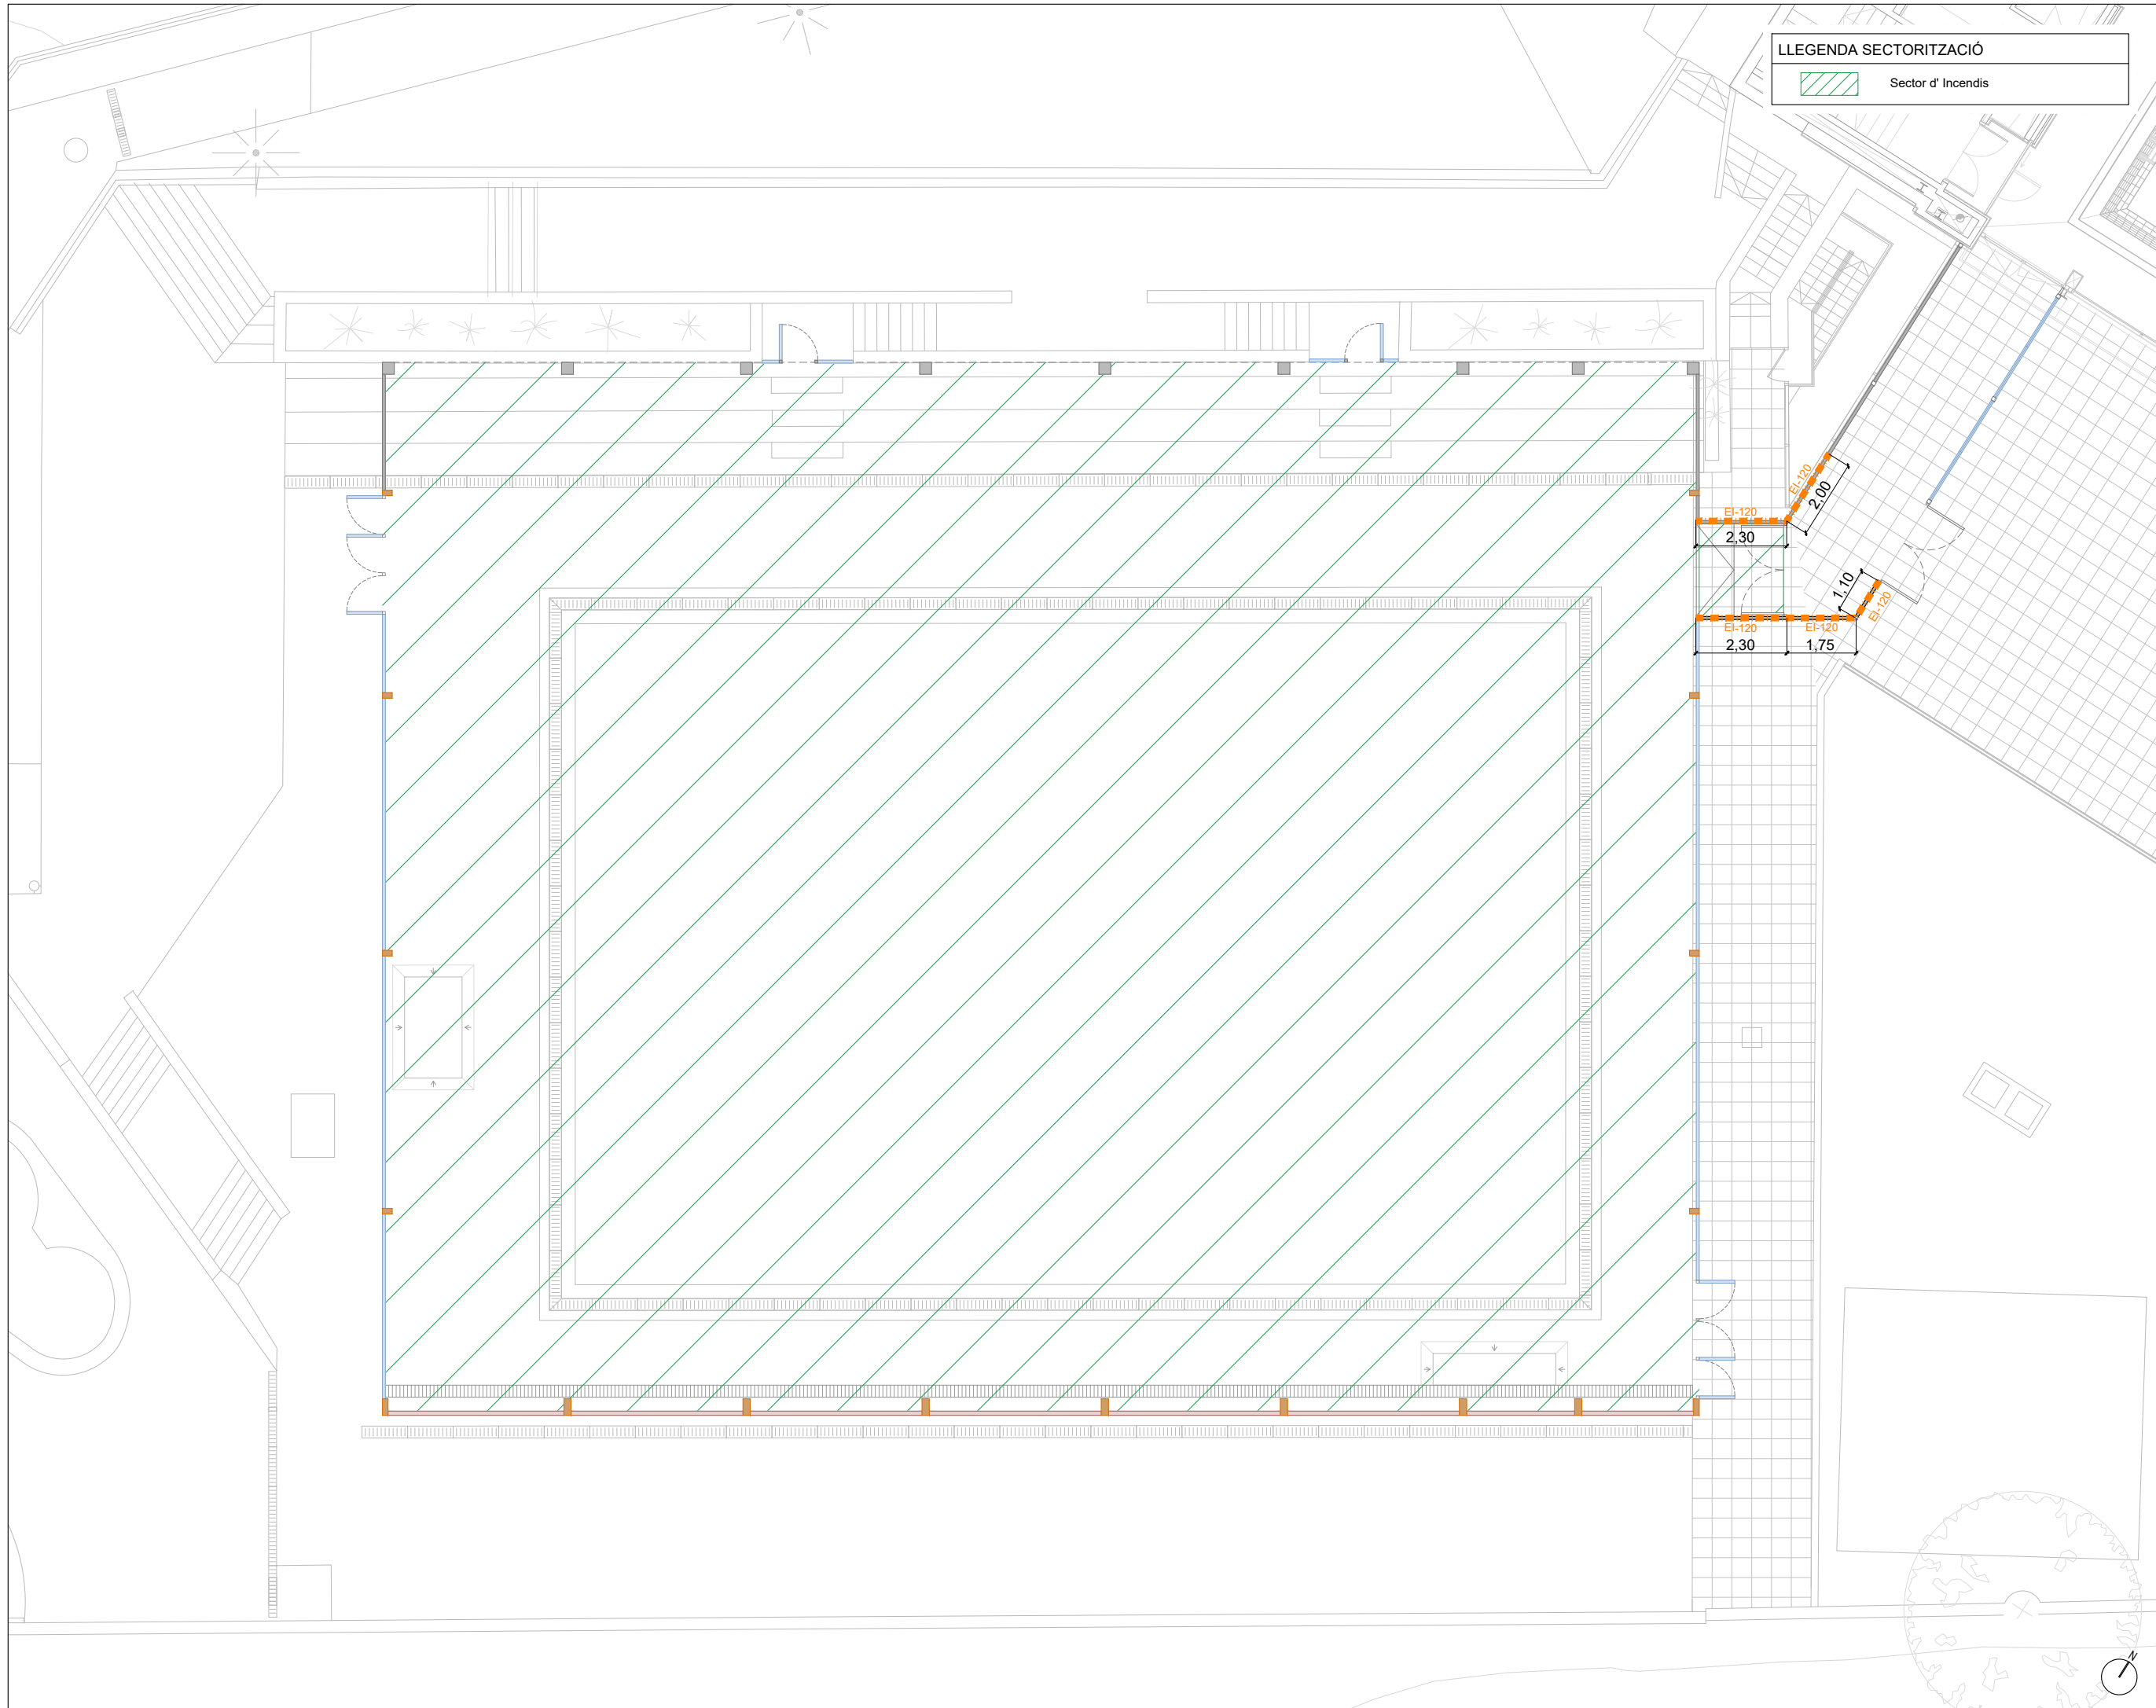 LLEGENDA SECTORITZACIÓ
Sector d' Incendis
EI-120
2,00
EI-120
2,30
1,10
EI-120
EI-120
EI-120
2,30
1,75
N